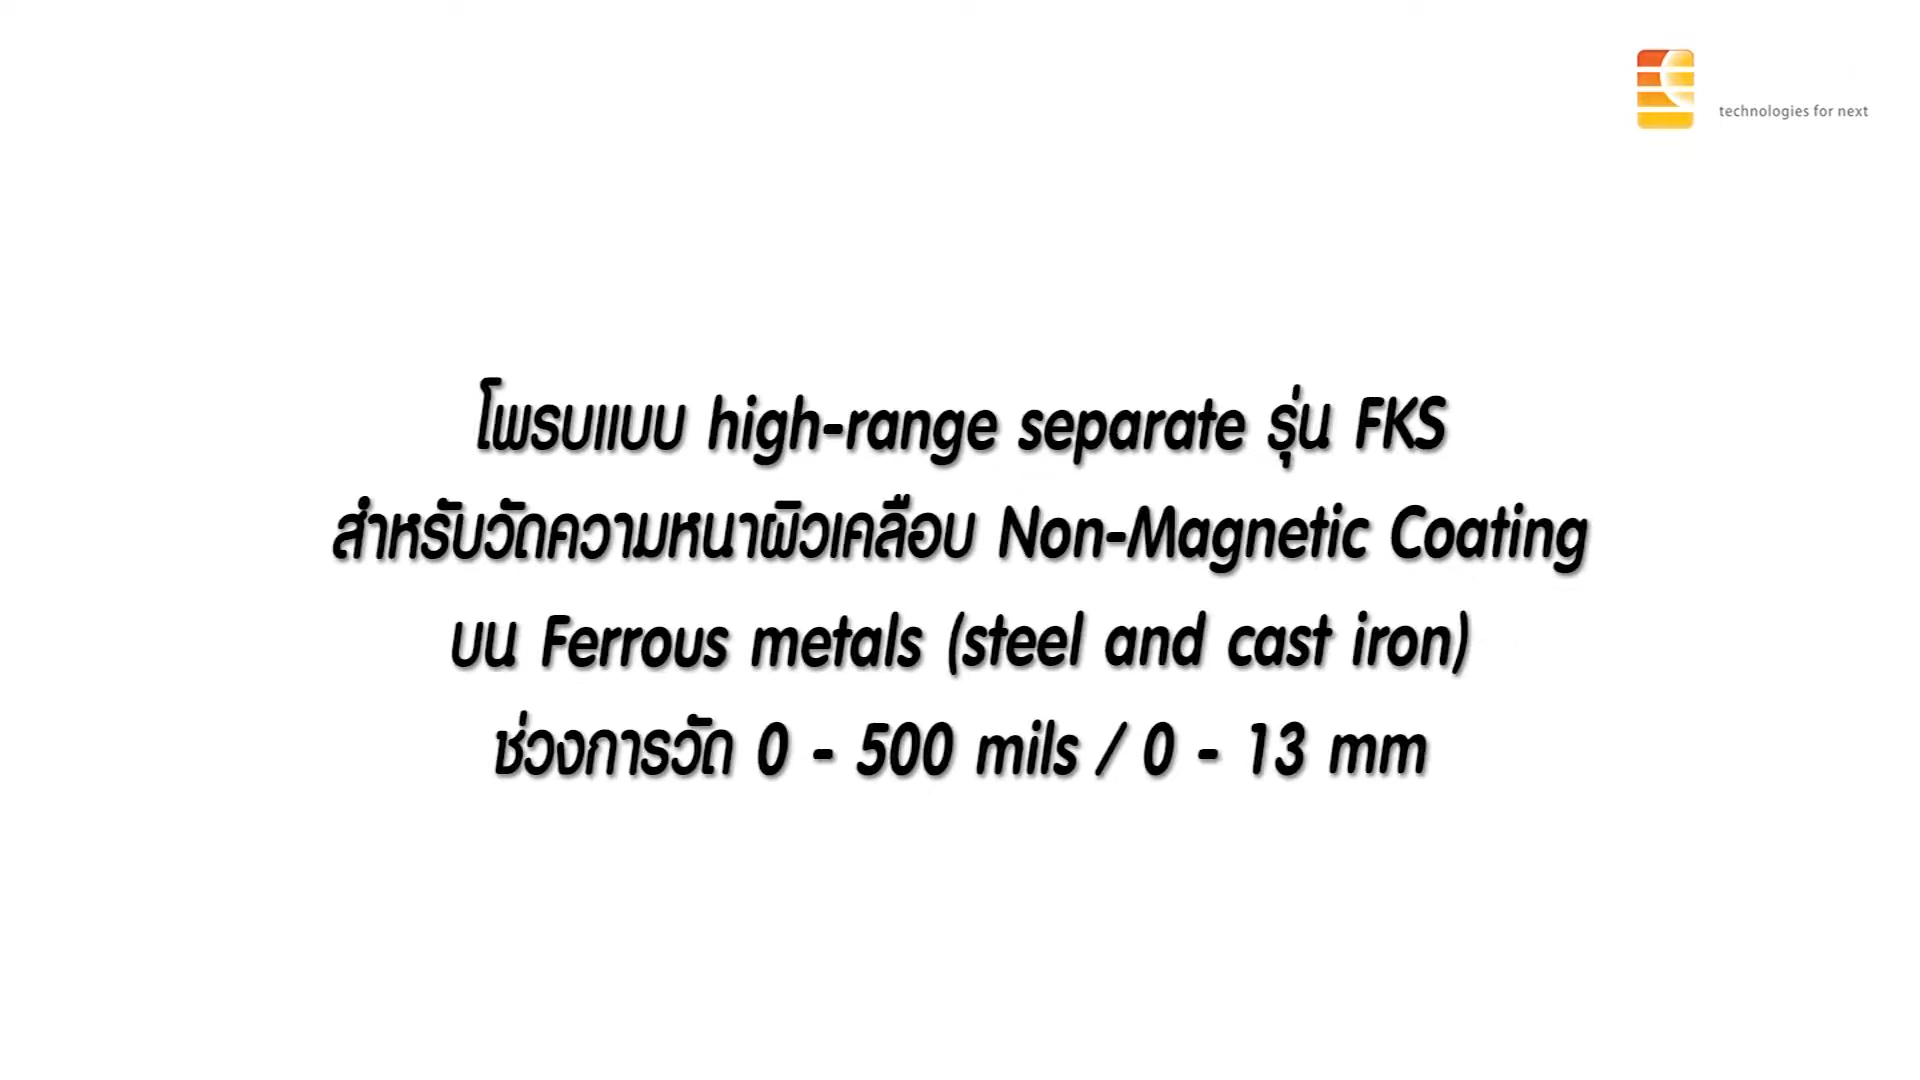 technologies for next
โพรบแบบ high-range separate รุ่น FKS
สำหรับวัดความหนาผิวเคลือบ Non-Magnetic Coating
บน Ferrous metals (steel and cast iron)
ช่วงการวัด 0 - 500 mils / 0 - 13 mm